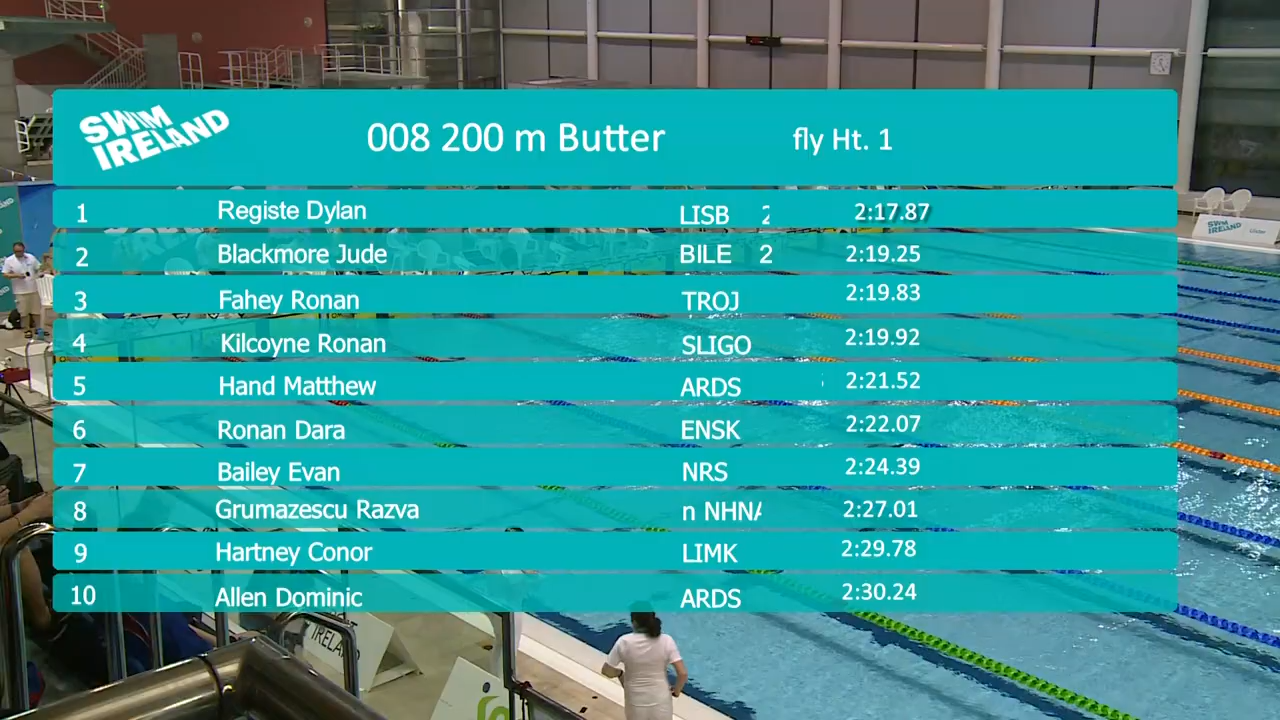 SWIM IRELAND
008 200 m Butter fly Ht. 1
1 Registe Dylan LISB 2 2:17.87
2 Blackmore Jude BILE 2 2:19.25
3 Fahey Ronan TROJ 2:19.83
4 Kilcoyne Ronan SLIGO 2:19.92
5 Hand Matthew ARDS 2:21.52
6 Ronan Dara ENSK 2:22.07
7 Bailey Evan NRS 2:24.39
8 Grumazescu Razva n NHNA 2:27.01
9 Hartney Conor LIMK 2:29.78
10 Allen Dominic ARDS 2:30.24
SWIM
IRELAND
IRELAND